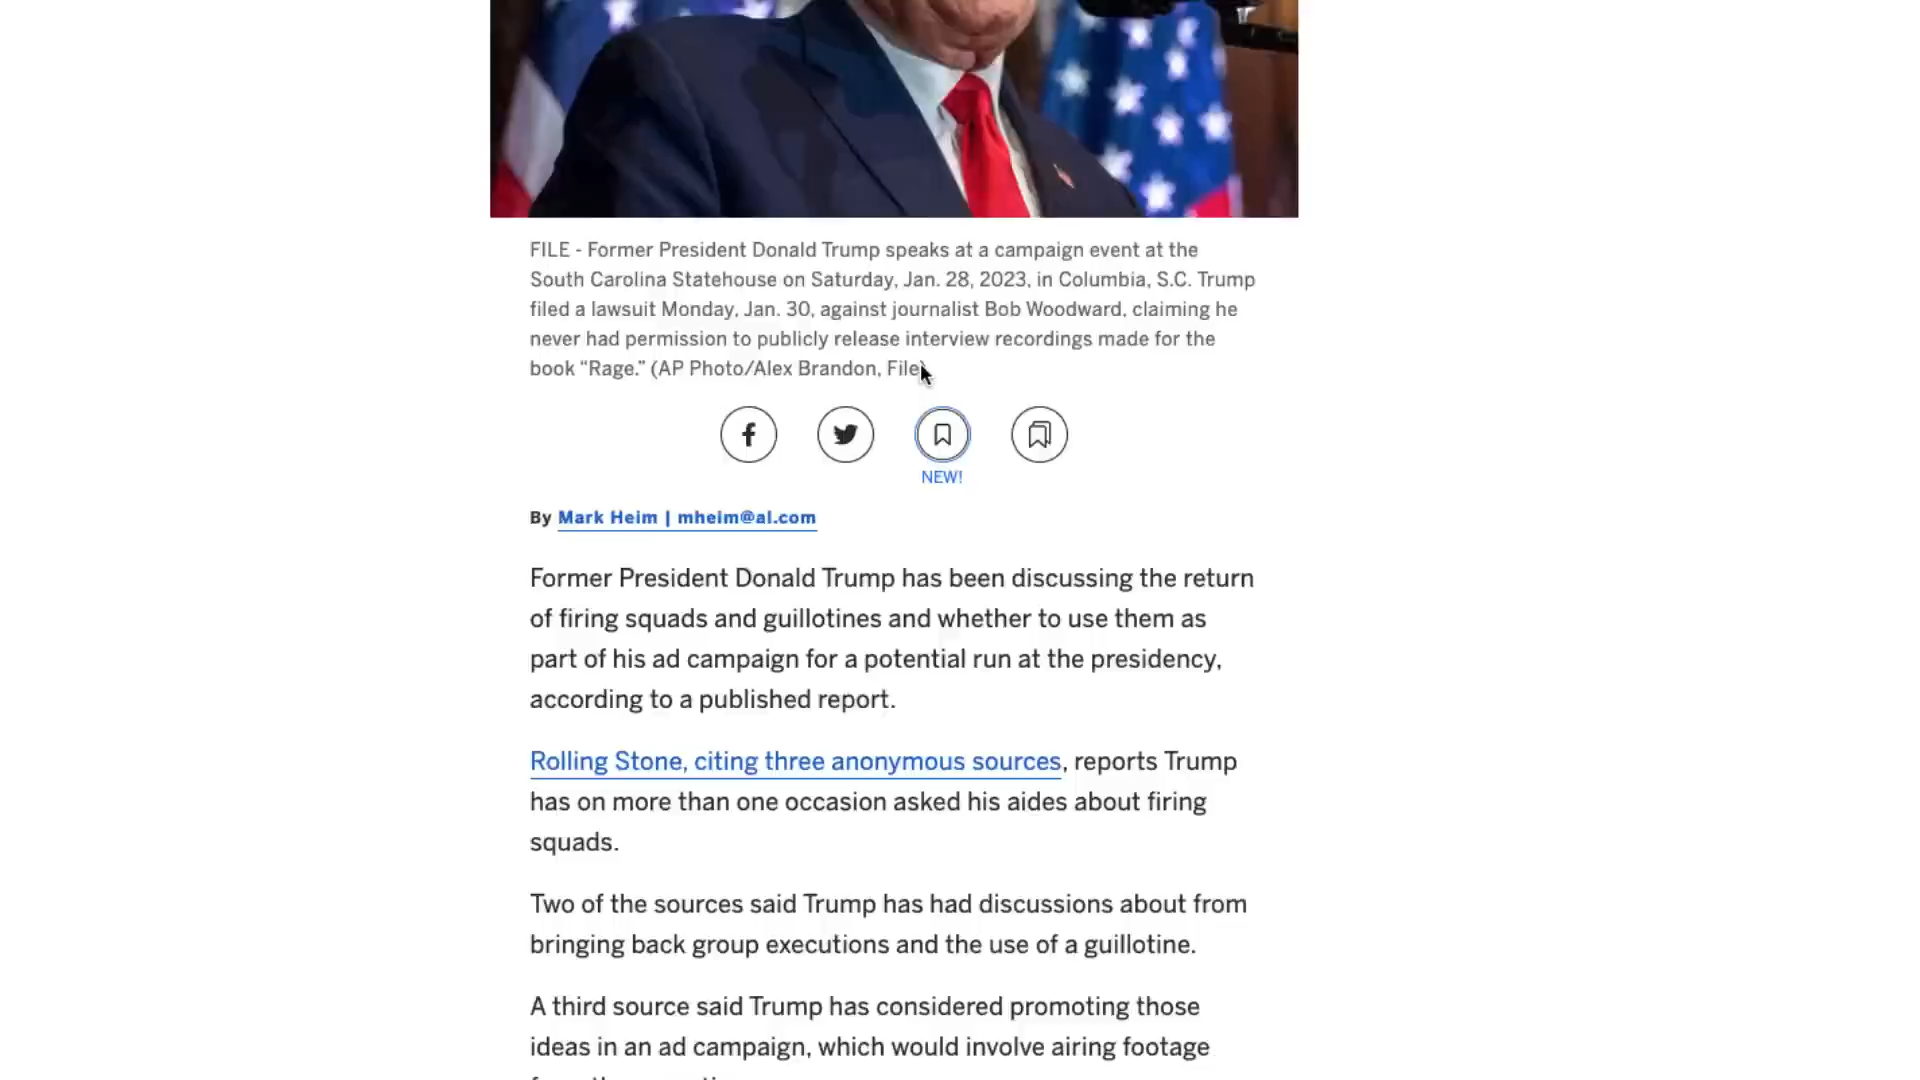 FILE - Former President Donald Trump speaks at a campaign event at the
South Carolina Statehouse on Saturday, Jan. 28, 2023, in Columbia, S.C. Trump
filed a lawsuit Monday, Jan. 30, against journalist Bob Woodward, claiming he
never had permission to publicly release interview recordings made for the
book “Rage.” (AP Photo/Alex Brandon, File)
NEW!
By Mark Heim | mheim@al.com
Former President Donald Trump has been discussing the return
of firing squads and guillotines and whether to use them as
part of his ad campaign for a potential run at the presidency,
according to a published report.
Rolling Stone, citing three anonymous sources, reports Trump
has on more than one occasion asked his aides about firing
squads.
Two of the sources said Trump has had discussions about from
bringing back group executions and the use of a guillotine.
A third source said Trump has considered promoting those
ideas in an ad campaign, which would involve airing footage